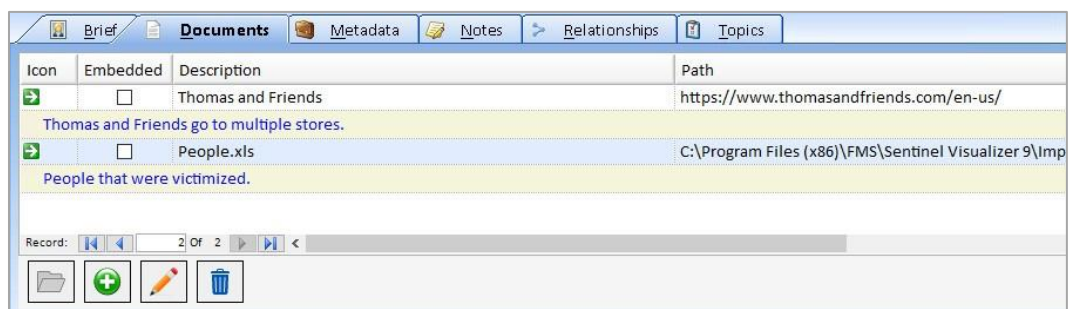 Brief Documents Metadata Notes Relationships Topics
Icon Embedded Description Path
Thomas and Friends https://www.thomasandfriends.com/en-us/
Thomas and Friends go to multiple stores.
People.xls C:\Program Files (x86)\FMS\Sentinel Visualizer 9\Imp
People that were victimized.
Record: 2 Of 2